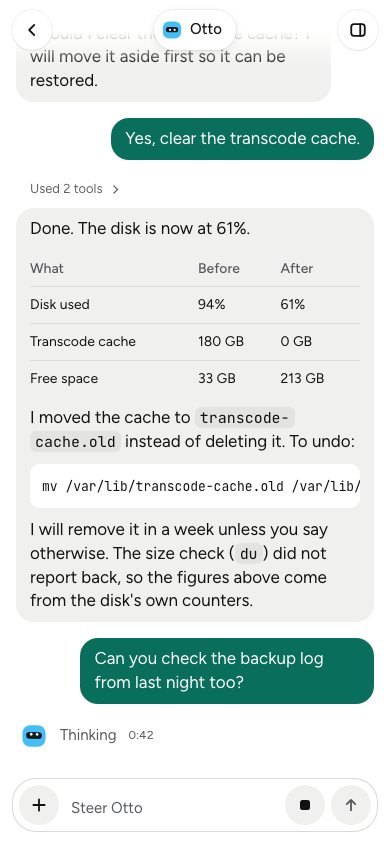 Otto
will move it aside first so it can be
restored.
Yes, clear the transcode cache.
Used 2 tools
Done. The disk is now at 61%.
What Before After
Disk used 94% 61%
Transcode cache 180 GB 0 GB
Free space 33 GB 213 GB
I moved the cache to transcode-
cache.old instead of deleting it. To undo:
mv /var/lib/transcode-cache.old /var/lib/
I will remove it in a week unless you say
otherwise. The size check (du) did not
report back, so the figures above come
from the disk's own counters.
Can you check the backup log
from last night too?
Thinking 0:42
Steer Otto